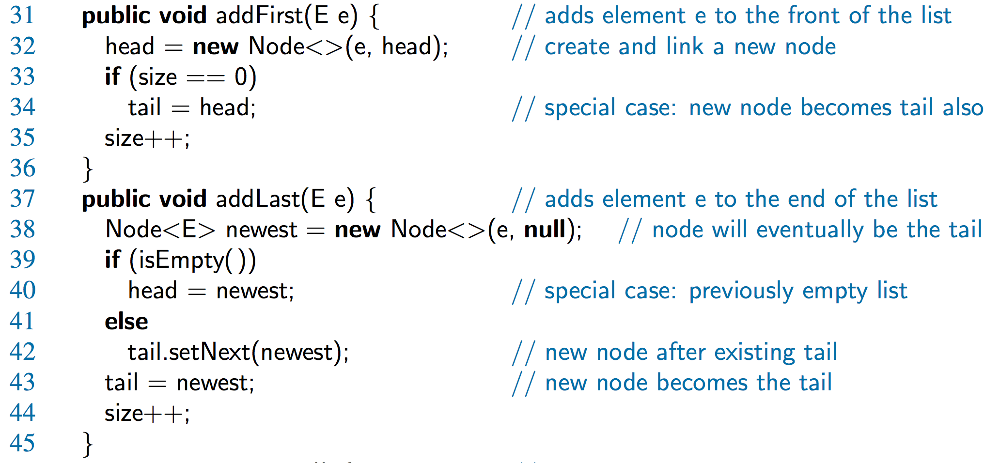 31 public void addFirst(E e) { // adds element e to the front of the list
32 head = new Node<>(e, head); // create and link a new node
33 if (size == 0)
34 tail = head; // special case: new node becomes tail also
35 size++;
36 }
37 public void addLast(E e) { // adds element e to the end of the list
38 Node<E> newest = new Node<>(e, null); // node will eventually be the tail
39 if (isEmpty( ))
40 head = newest; // special case: previously empty list
41 else
42 tail.setNext(newest); // new node after existing tail
43 tail = newest; // new node becomes the tail
44 size++;
45 }